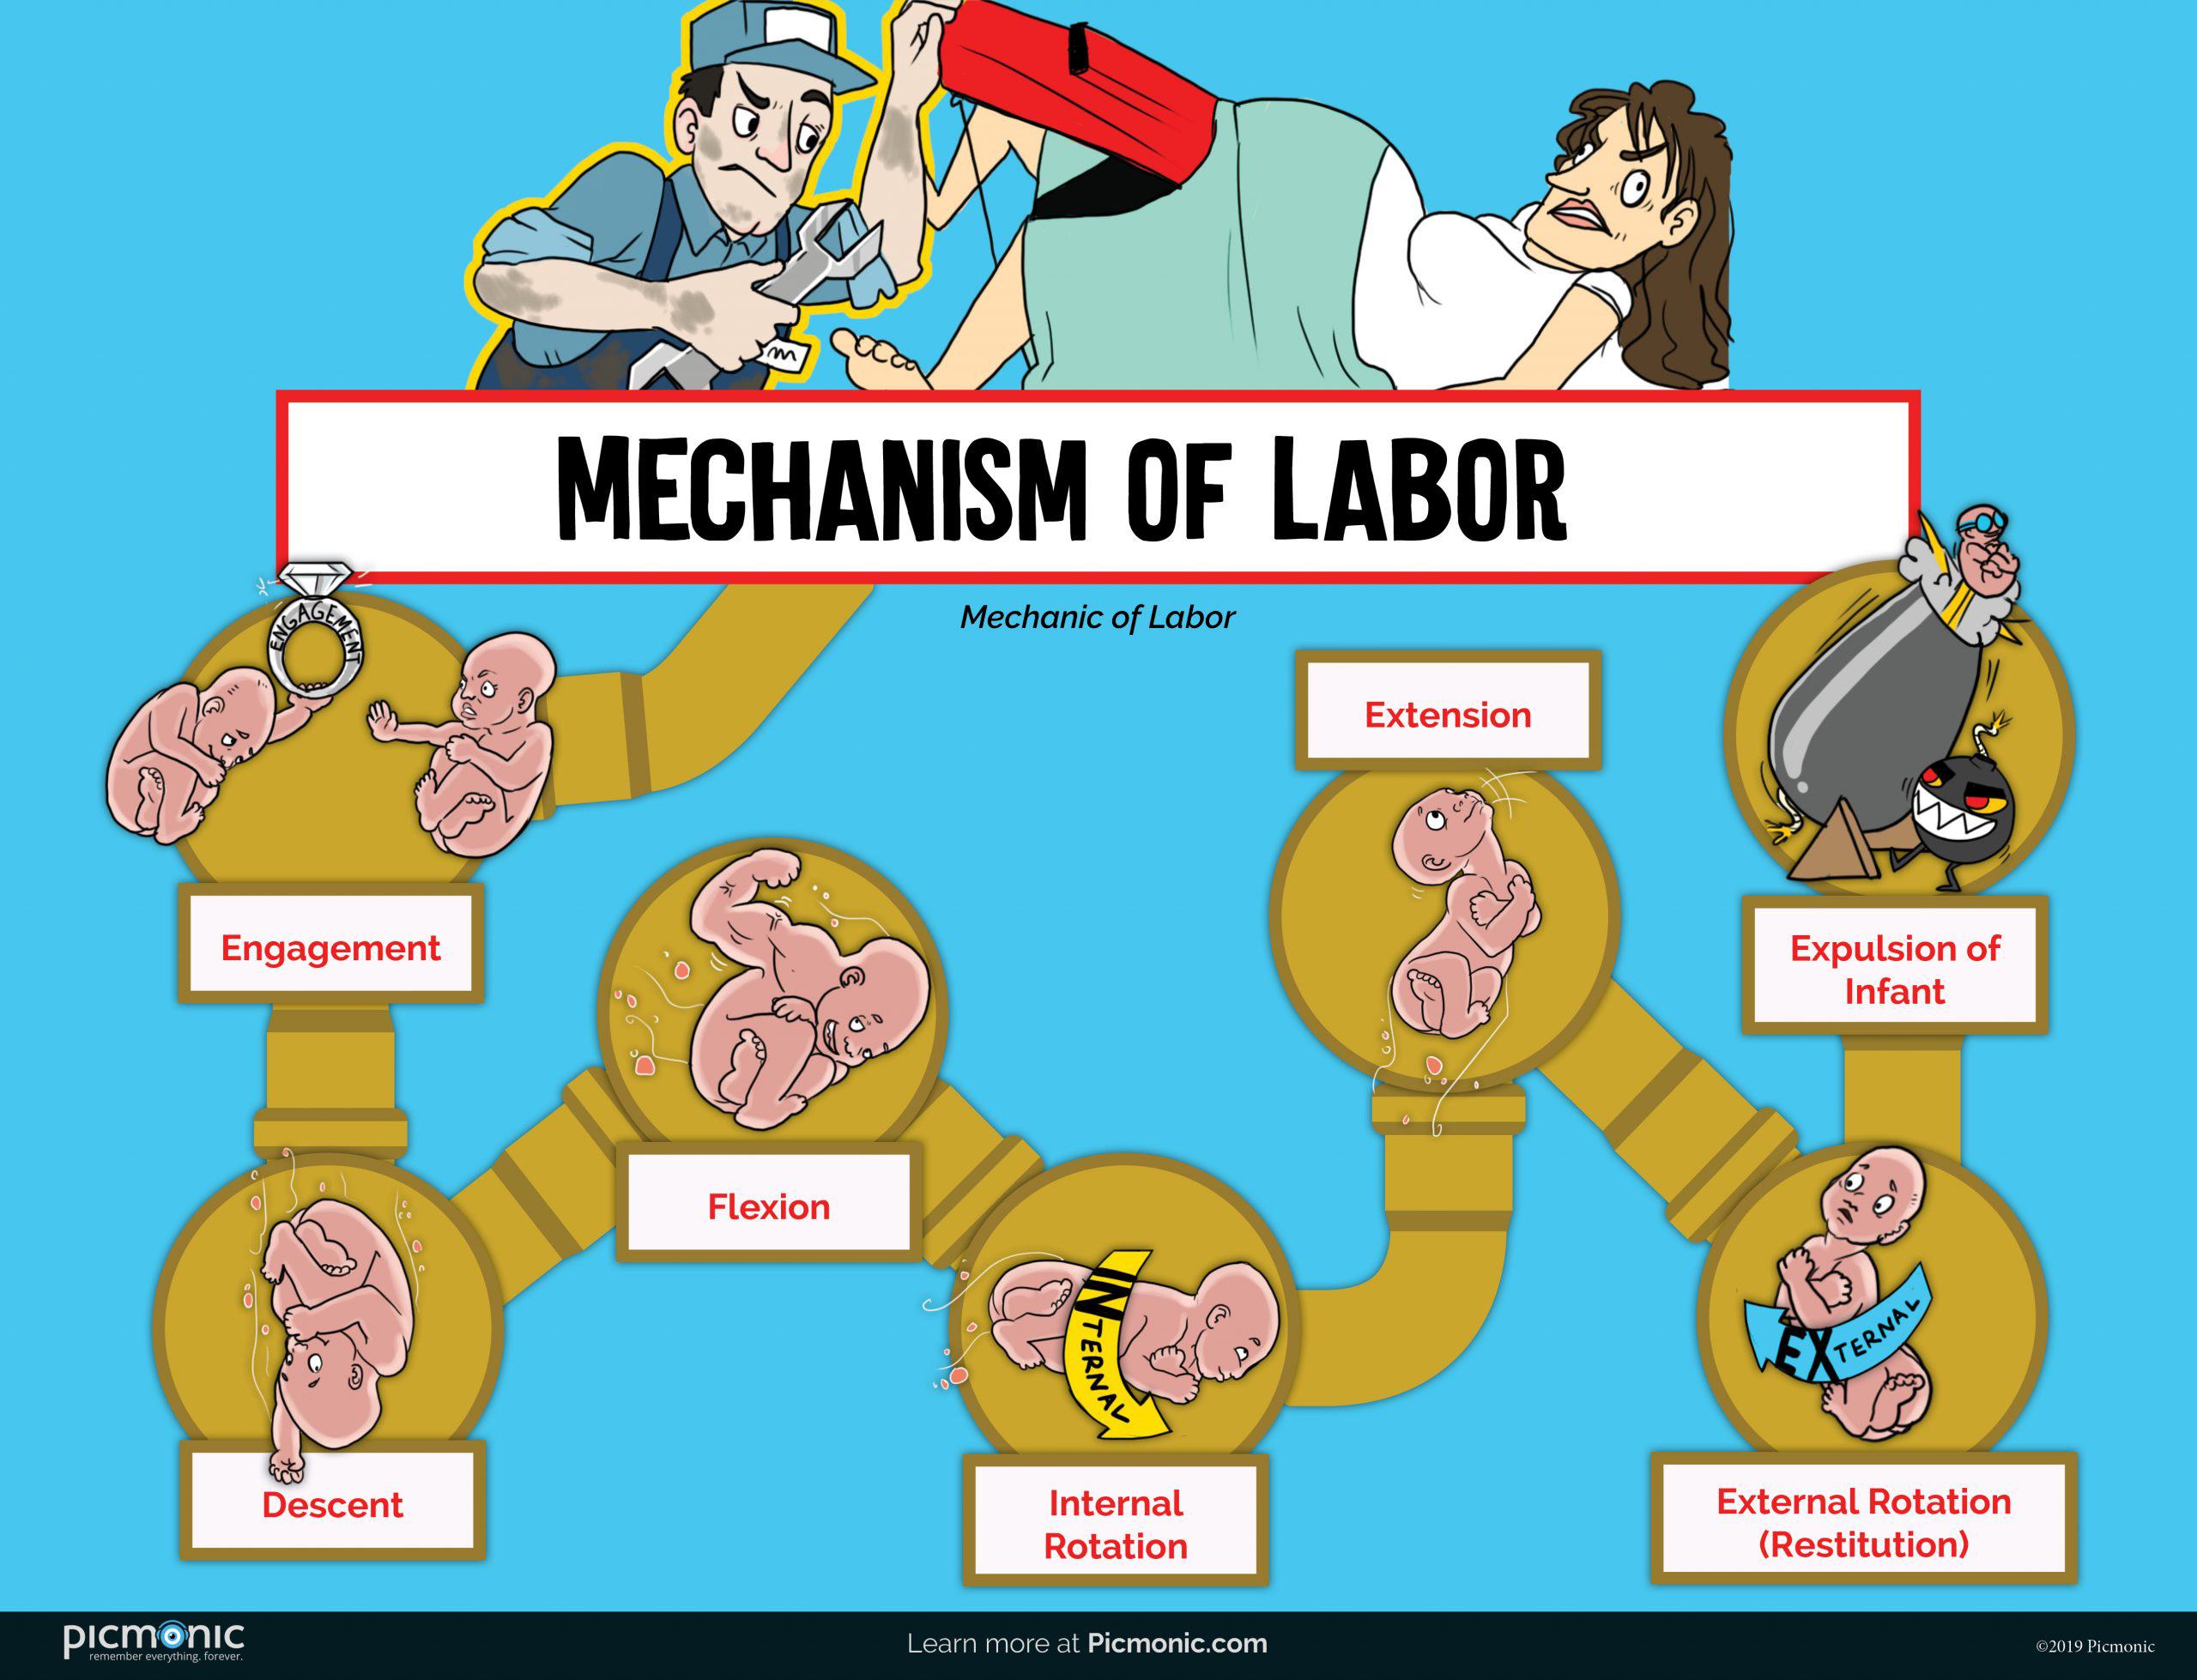 MECHANISM OF LABOR
Mechanic of Labor
ENGAGEMENT
Engagement
Descent
Flexion
INTERNAL
Internal
Rotation
Extension
EXTERNAL
External Rotation
(Restitution)
Expulsion of
Infant
picmonic
remember everything. forever.
Learn more at Picmonic.com
©2019 Picmonic